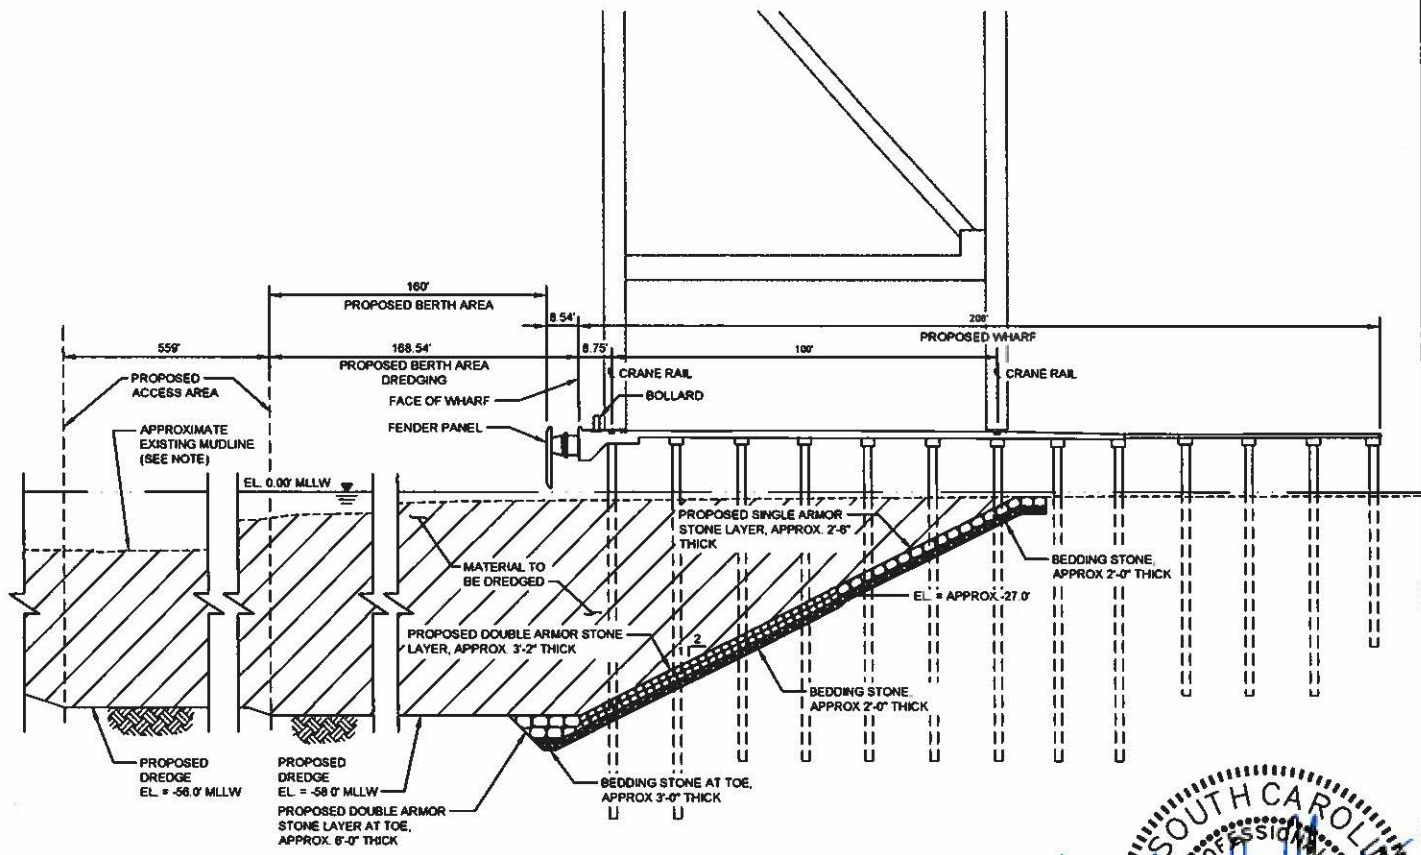 160'
PROPOSED BERTH AREA
8.54'
208'
PROPOSED WHARF
559'
168.54'
8.75'
100'
PROPOSED BERTH AREA
DREDGING
PROPOSED
ACCESS AREA
CRANE RAIL
CRANE RAIL
FACE OF WHARF
BOLLARD
FENDER PANEL
APPROXIMATE
EXISTING MUDLINE
(SEE NOTE)
EL. 0.00' MLLW
PROPOSED SINGLE ARMOR
STONE LAYER, APPROX. 2'-6"
THICK
MATERIAL TO
BE DREDGED
BEDDING STONE,
APPROX 2'-0" THICK
EL. = APPROX.-27.0'
PROPOSED DOUBLE ARMOR STONE
LAYER, APPROX. 3'-2" THICK
2
BEDDING STONE,
APPROX. 2'-0" THICK
PROPOSED
DREDGE
EL. = -56.0' MLLW
PROPOSED
DREDGE
EL. = -58.0' MLLW
BEDDING STONE AT TOE,
APPROX 3'-0" THICK
PROPOSED DOUBLE ARMOR
STONE LAYER AT TOE,
APPROX. 6'-0" THICK
SOUTH CAROLIN